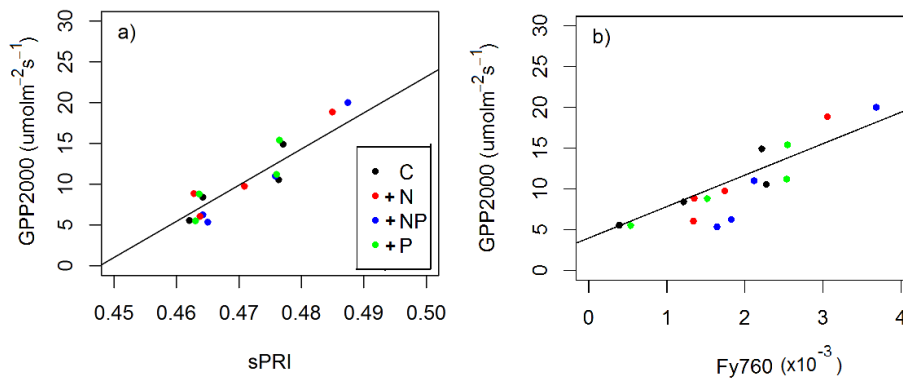 a)
GPP2000 (umolm⁻²s⁻¹)
30
25
20
15
10
5
0
0.45 0.46 0.47 0.48 0.49 0.50
sPRI
C
+N
+NP
+P
b)
GPP2000 (umolm⁻²s⁻¹)
30
25
20
15
10
5
0
0 1 2 3 4
Fy760 (x10⁻³)